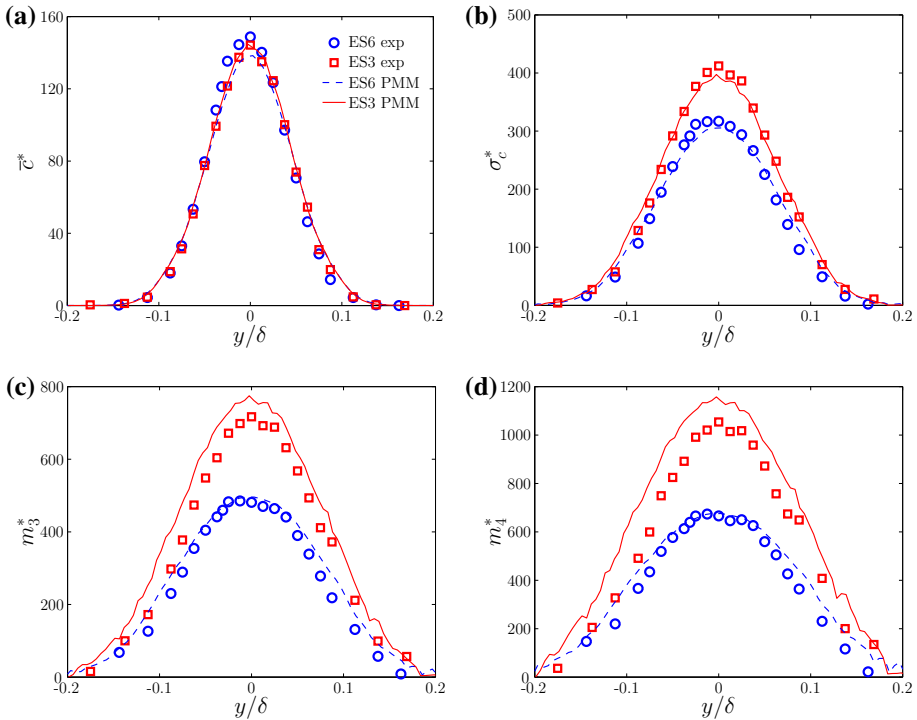 (a)
160
120
80
40
0
c̅*
-0.2 -0.1 0 0.1 0.2
y/δ
ES6 exp
ES3 exp
ES6 PMM
ES3 PMM
(b)
500
400
300
200
100
0
σ*c
-0.2 -0.1 0 0.1 0.2
y/δ
(c)
800
600
400
200
0
m*3
-0.2 -0.1 0 0.1 0.2
y/δ
(d)
1200
1000
800
600
400
200
0
m*4
-0.2 -0.1 0 0.1 0.2
y/δ